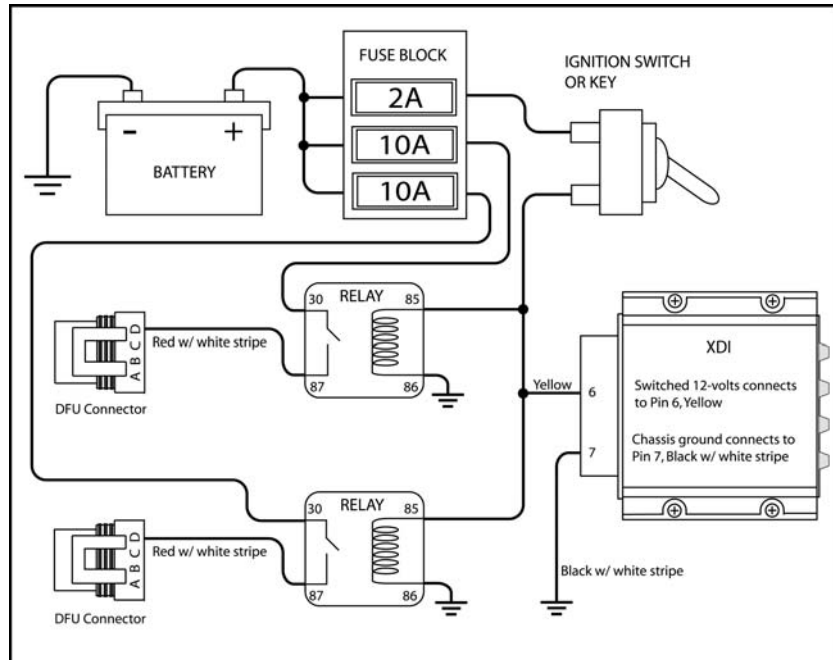 FUSE BLOCK
2A
10A
10A
IGNITION SWITCH
OR KEY
-
+
BATTERY
30
RELAY
85
87
86
D
C
B
A
Red w/ white stripe
DFU Connector
XDI
Switched 12-volts connects
to Pin 6, Yellow
Chassis ground connects to
Pin 7, Black w/ white stripe
Yellow
6
7
30
RELAY
85
87
86
D
C
B
A
Red w/ white stripe
DFU Connector
Black w/ white stripe